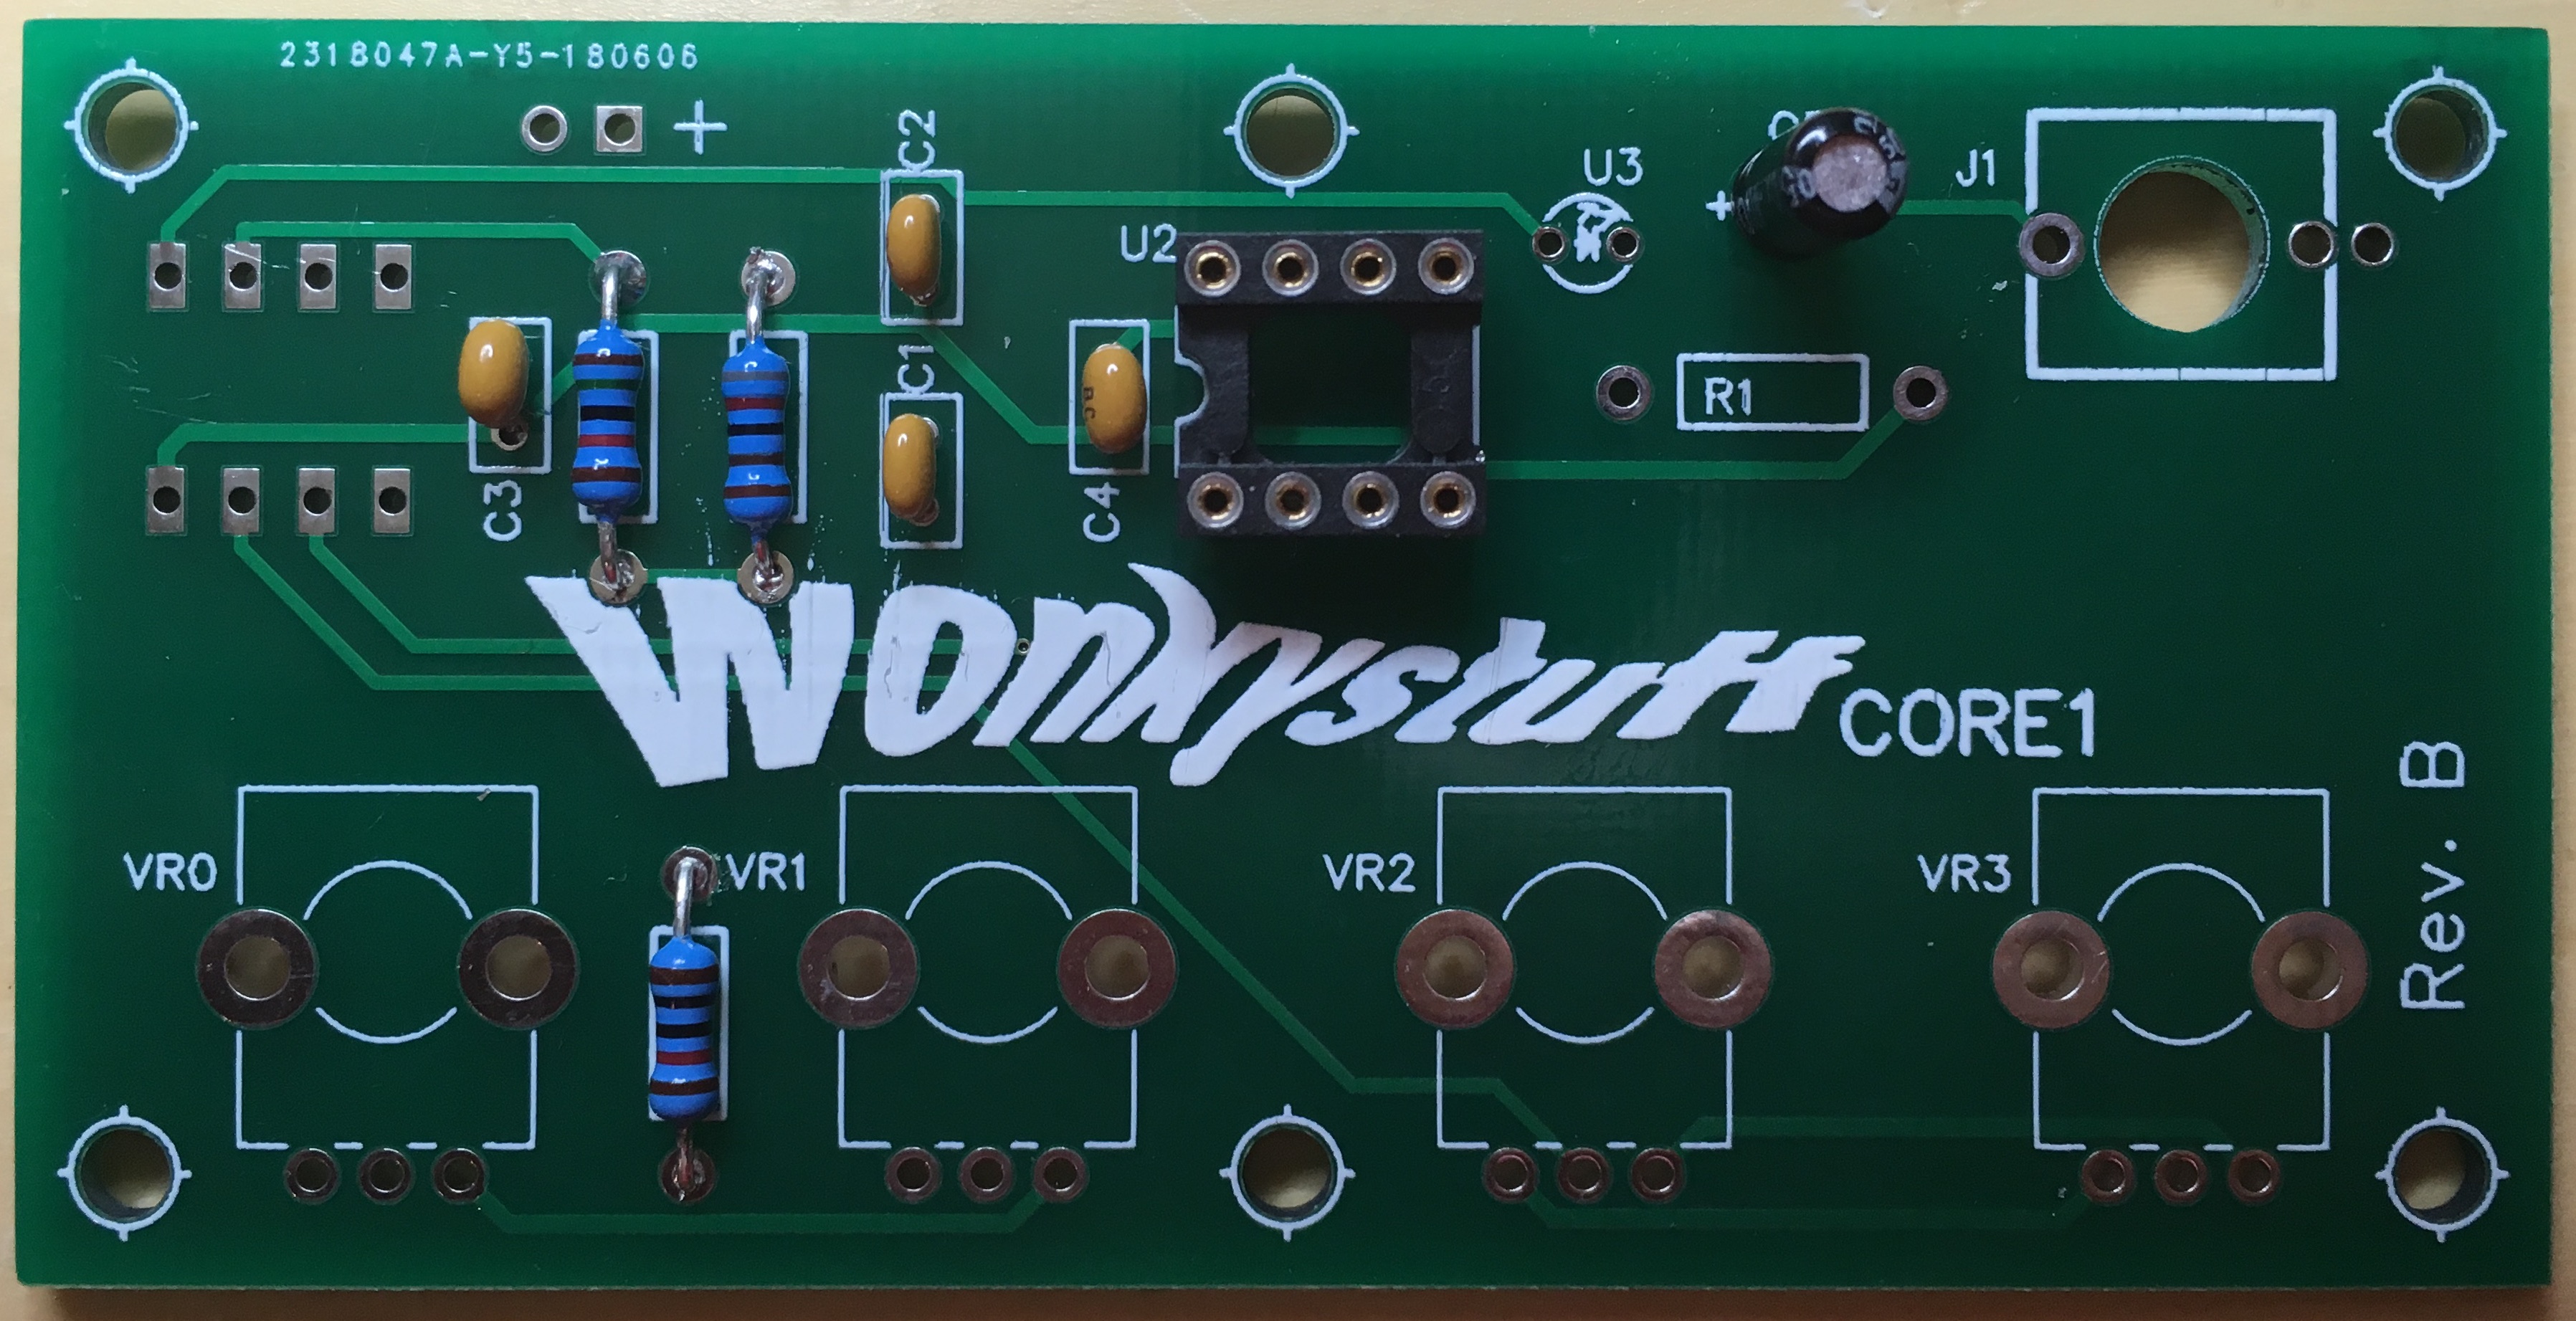 2318047A-Y5-180606
+
C2
U3
+
J1
U2
C1
R1
C3
C4
Wonkystuff
CORE1
Rev. B
VR0
VR1
VR2
VR3